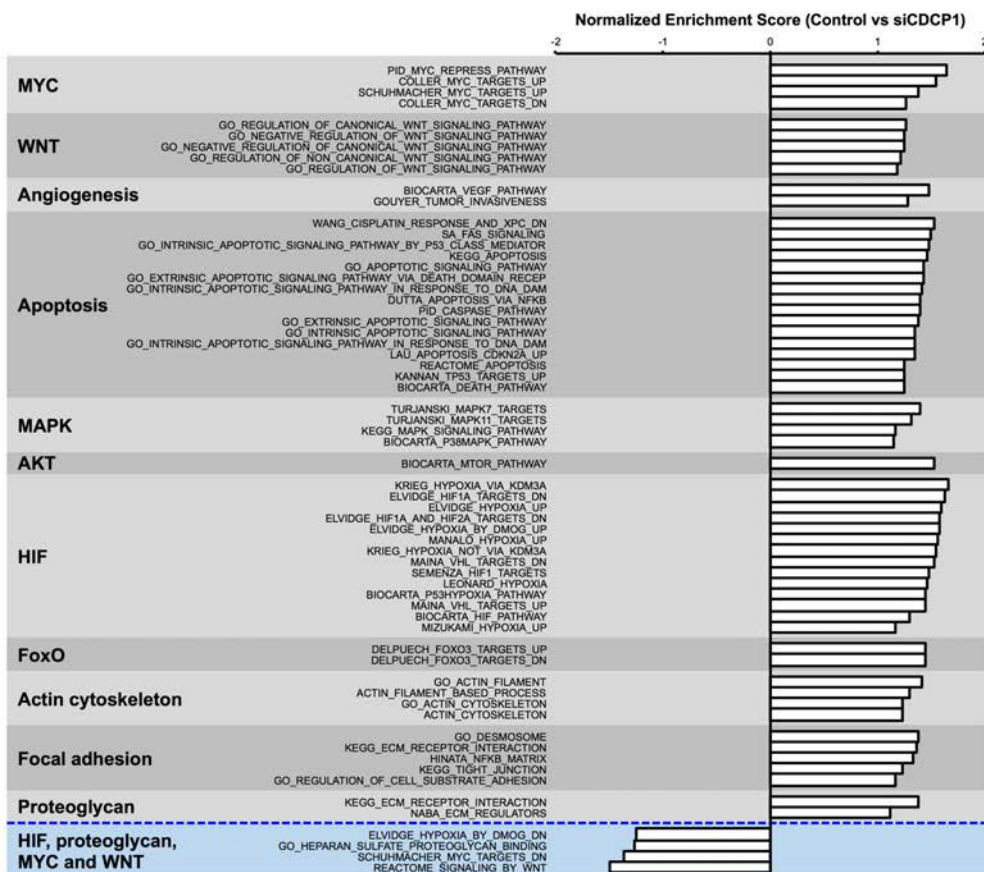 Normalized Enrichment Score (Control vs siCDCP1)
-2 -1 0 1 2
MYC
PID_MYC_REPRESS_PATHWAY
COLLER_MYC_TARGETS_UP
SCHUHMACHER_MYC_TARGETS_UP
COLLER_MYC_TARGETS_DN
WNT
GO_REGULATION_OF_CANONICAL_WNT_SIGNALING_PATHWAY
GO_NEGATIVE_REGULATION_OF_WNT_SIGNALING_PATHWAY
GO_NEGATIVE_REGULATION_OF_CANONICAL_WNT_SIGNALING_PATHWAY
GO_REGULATION_OF_NON_CANONICAL_WNT_SIGNALING_PATHWAY
GO_REGULATION_OF_WNT_SIGNALING_PATHWAY
Angiogenesis
BIOCARTA_VEGF_PATHWAY
GOUYER_TUMOR_INVASIVENESS
Apoptosis
WANG_CISPLATIN_RESPONSE_AND_XPC_DN
SA_FAS_SIGNALING
GO_INTRINSIC_APOPTOTIC_SIGNALING_PATHWAY_BY_P53_CLASS_MEDIATOR
KEGG_APOPTOSIS
GO_APOPTOTIC_SIGNALING_PATHWAY
GO_EXTRINSIC_APOPTOTIC_SIGNALING_PATHWAY_VIA_DEATH_DOMAIN_RECEP
GO_INTRINSIC_APOPTOTIC_SIGNALING_PATHWAY_IN_RESPONSE_TO_DNA_DAM
DUTTA_APOPTOSIS_VIA_NFKB
PID_CASPASE_PATHWAY
GO_EXTRINSIC_APOPTOTIC_SIGNALING_PATHWAY
GO_INTRINSIC_APOPTOTIC_SIGNALING_PATHWAY
GO_INTRINSIC_APOPTOTIC_SIGNALING_PATHWAY_IN_RESPONSE_TO_DNA_DAM
LAU_APOPTOSIS_CDKN2A_UP
REACTOME_APOPTOSIS
KANNAN_TP53_TARGETS_UP
BIOCARTA_DEATH_PATHWAY
MAPK
TURJANSKI_MAPK7_TARGETS
TURJANSKI_MAPK11_TARGETS
KEGG_MAPK_SIGNALING_PATHWAY
BIOCARTA_P38MAPK_PATHWAY
AKT
BIOCARTA_MTOR_PATHWAY
HIF
KRIEG_HYPOXIA_VIA_KDM3A
ELVIDGE_HIF1A_TARGETS_DN
ELVIDGE_HYPOXIA_UP
ELVIDGE_HIF1A_AND_HIF2A_TARGETS_DN
ELVIDGE_HYPOXIA_BY_DMOG_UP
MANALO_HYPOXIA_UP
KRIEG_HYPOXIA_NOT_VIA_KDM3A
MAINA_VHL_TARGETS_DN
SEMENZA_HIF1_TARGETS
LEONARD_HYPOXIA
BIOCARTA_P53HYPOXIA_PATHWAY
MAINA_VHL_TARGETS_UP
BIOCARTA_HIF_PATHWAY
MIZUKAMI_HYPOXIA_UP
FoxO
DELPUECH_FOXO3_TARGETS_UP
DELPUECH_FOXO3_TARGETS_DN
Actin cytoskeleton
GO_ACTIN_FILAMENT
ACTIN_FILAMENT_BASED_PROCESS
GO_ACTIN_CYTOSKELETON
ACTIN_CYTOSKELETON
Focal adhesion
GO_DESMOSOME
KEGG_ECM_RECEPTOR_INTERACTION
HINATA_NFKB_MATRIX
KEGG_TIGHT_JUNCTION
GO_REGULATION_OF_CELL_SUBSTRATE_ADHESION
Proteoglycan
KEGG_ECM_RECEPTOR_INTERACTION
NABA_ECM_REGULATORS
HIF, proteoglycan,
MYC and WNT
ELVIDGE_HYPOXIA_BY_DMOG_DN
GO_HEPARAN_SULFATE_PROTEOGLYCAN_BINDING
SCHUHMACHER_MYC_TARGETS_DN
REACTOME_SIGNALING_BY_WNT